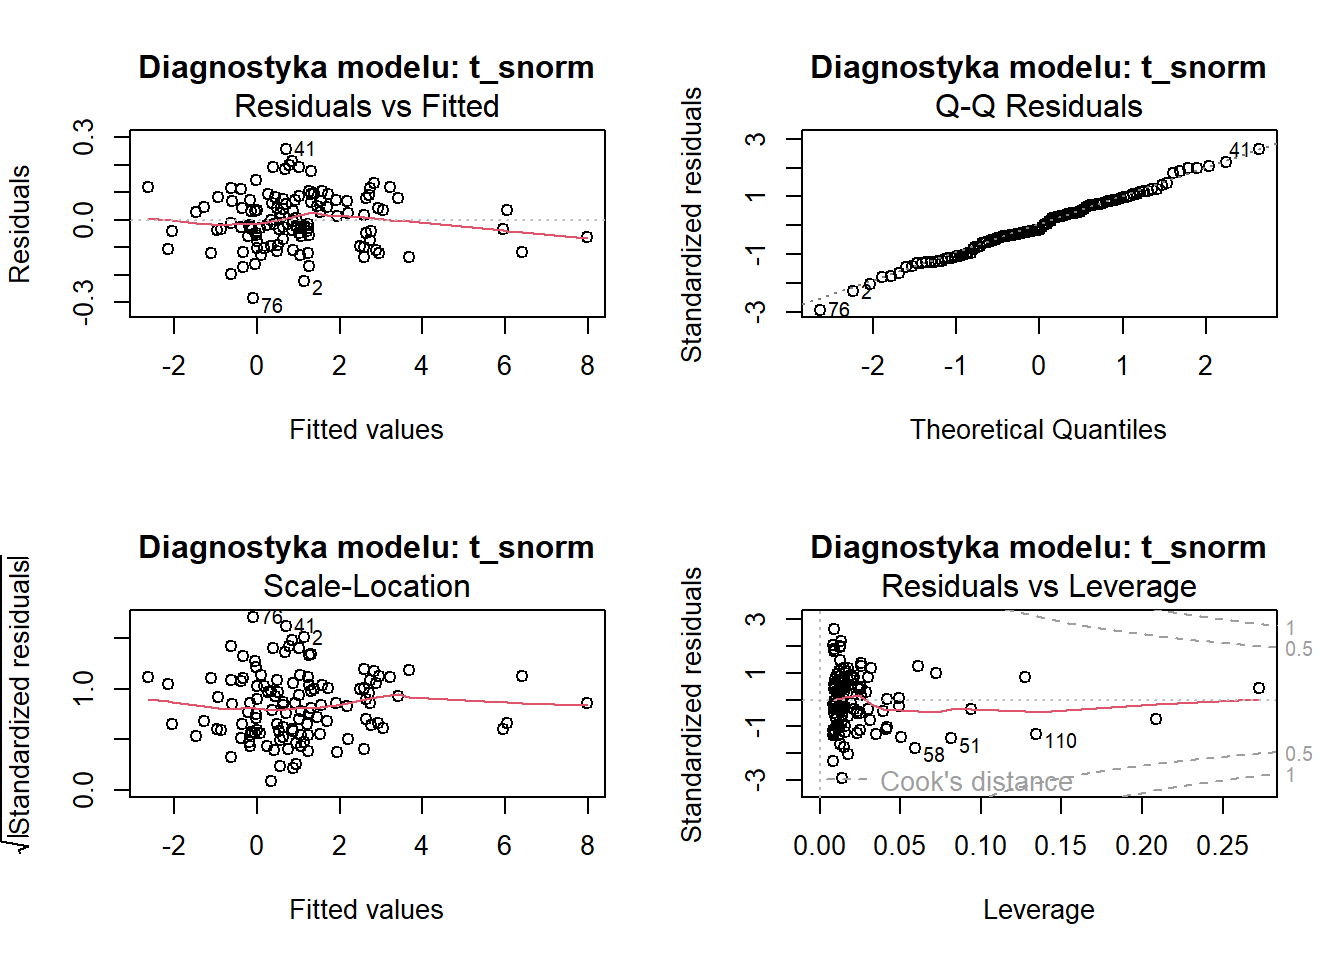 Diagnostyka modelu: t_snorm
Residuals vs Fitted
Residuals
0.3
0.0
-0.3
41
2
76
-2 0 2 4 6 8
Fitted values
Diagnostyka modelu: t_snorm
Q-Q Residuals
Standardized residuals
3
1
-1
-3
41
2
76
-2 -1 0 1 2
Theoretical Quantiles
Diagnostyka modelu: t_snorm
Scale-Location
√|Standardized residuals|
1.0
0.0
76
41
2
-2 0 2 4 6 8
Fitted values
Diagnostyka modelu: t_snorm
Residuals vs Leverage
Standardized residuals
3
1
-1
-3
1
0.5
0.5
1
58
51
110
Cook's distance
0.00 0.05 0.10 0.15 0.20 0.25
Leverage